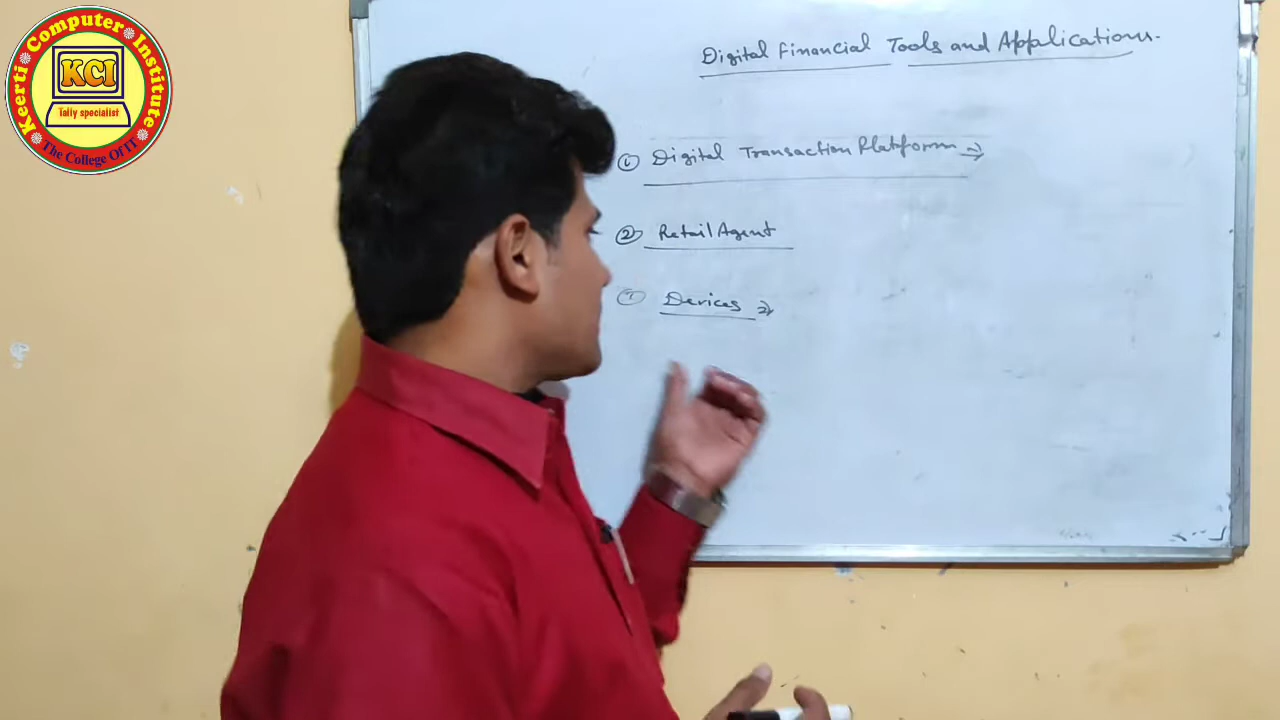 Keerti Computer Institute
KCI
Tally specialist
The College Of IT
Digital Financial Tools and Applications.
① Digital Transaction Platform →
② Retail Agent
Devices →